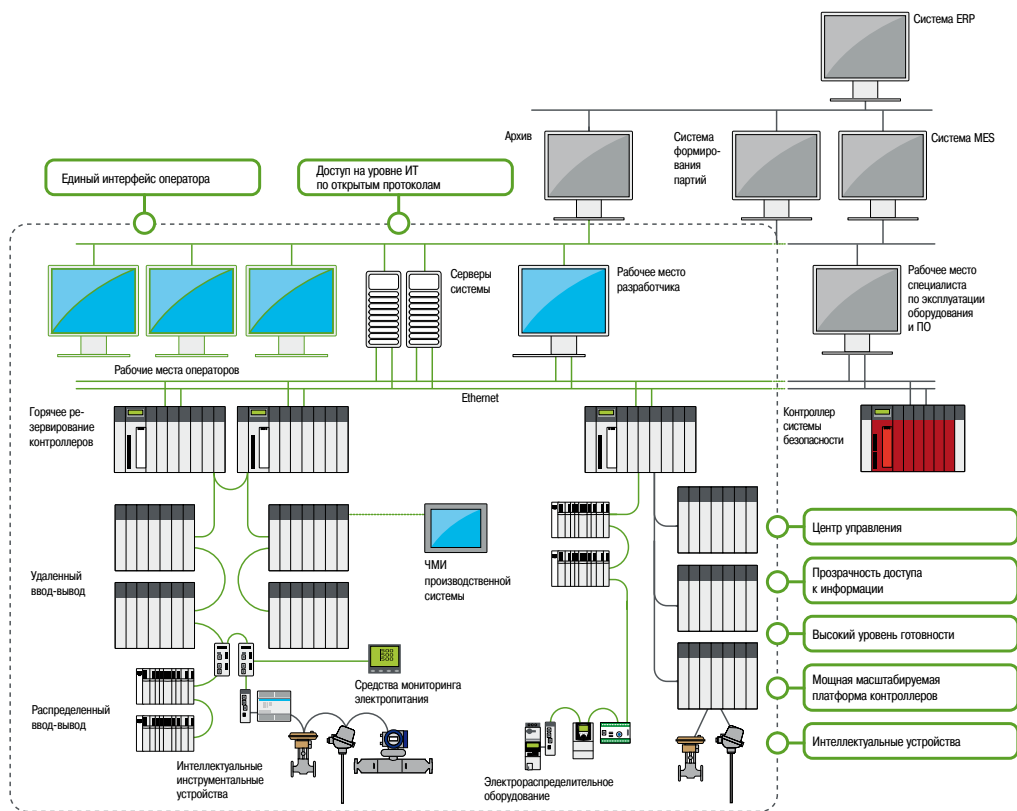 Система ERP
Архив
Система
формиро-
вания
партий
Система MES
Единый интерфейс оператора
Доступ на уровне ИТ
по открытым протоколам
Серверы
системы
Рабочее место
разработчика
Рабочее место
специалиста
по эксплуатации
оборудования
и ПО
Рабочие места операторов
Ethernet
Горячее ре-
зервирование
контроллеров
Контроллер
системы
безопасности
Центр управления
ЧМИ
производственной
системы
Удаленный
ввод-вывод
Прозрачность доступа
к информации
Высокий уровень готовности
Средства мониторинга
электропитания
Мощная масштабируемая
платформа контроллеров
Распределенный
ввод-вывод
Интеллектуальные устройства
Интеллектуальные
инструментальные
устройства
Электрораспределительное
оборудование